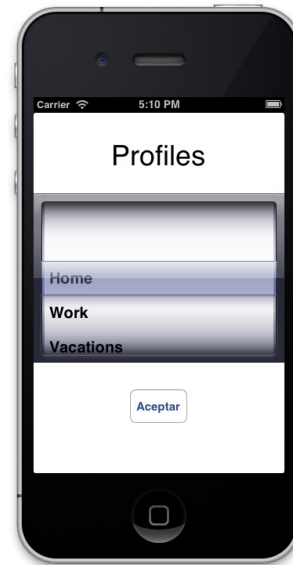 Carrier 5:10 PM
Profiles
Home
Work
Vacations
Aceptar